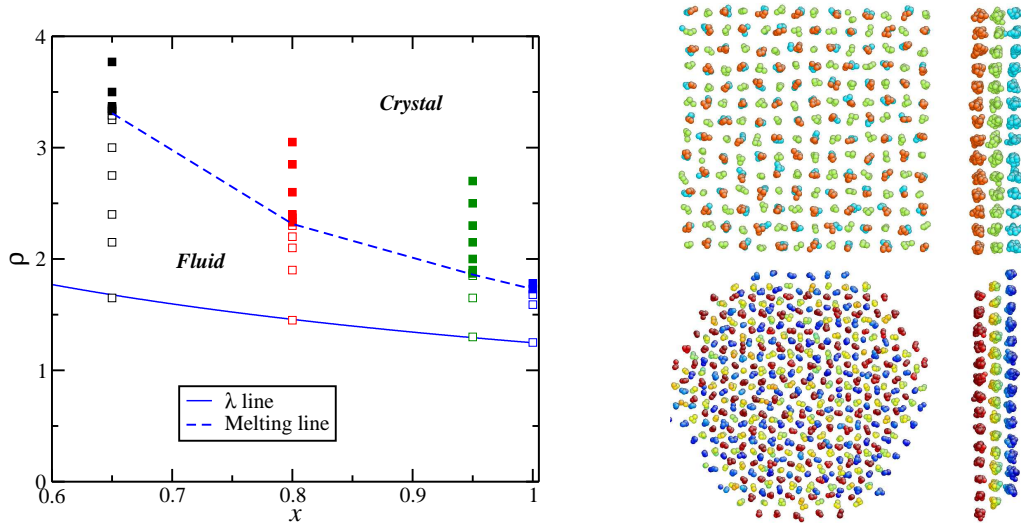 4
3
2
1
0
ρ
0.6
0.7
0.8
0.9
1
x
Crystal
Fluid
λ line
Melting line